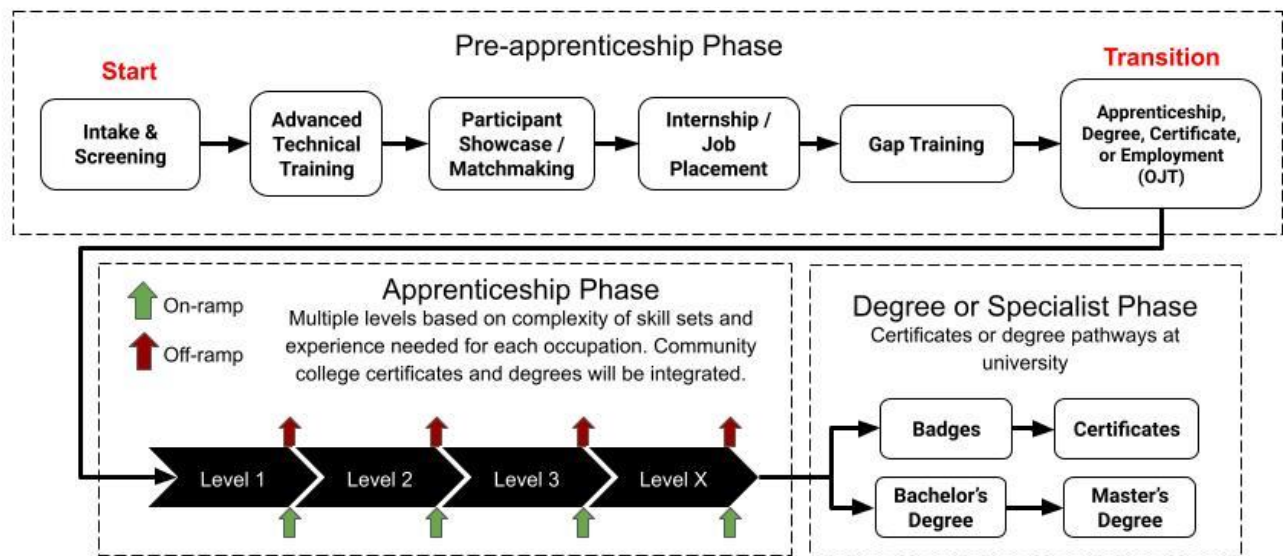 Pre-apprenticeship Phase
Start
Transition
Intake &
Screening
Advanced
Technical
Training
Participant
Showcase /
Matchmaking
Internship /
Job
Placement
Gap Training
Apprenticeship,
Degree, Certificate,
or Employment
(OJT)
On-ramp
Off-ramp
Apprenticeship Phase
Multiple levels based on complexity of skill sets and
experience needed for each occupation. Community
college certificates and degrees will be integrated.
Level 1
Level 2
Level 3
Level X
Degree or Specialist Phase
Certificates or degree pathways at
university
Badges
Certificates
Bachelor's
Degree
Master's
Degree